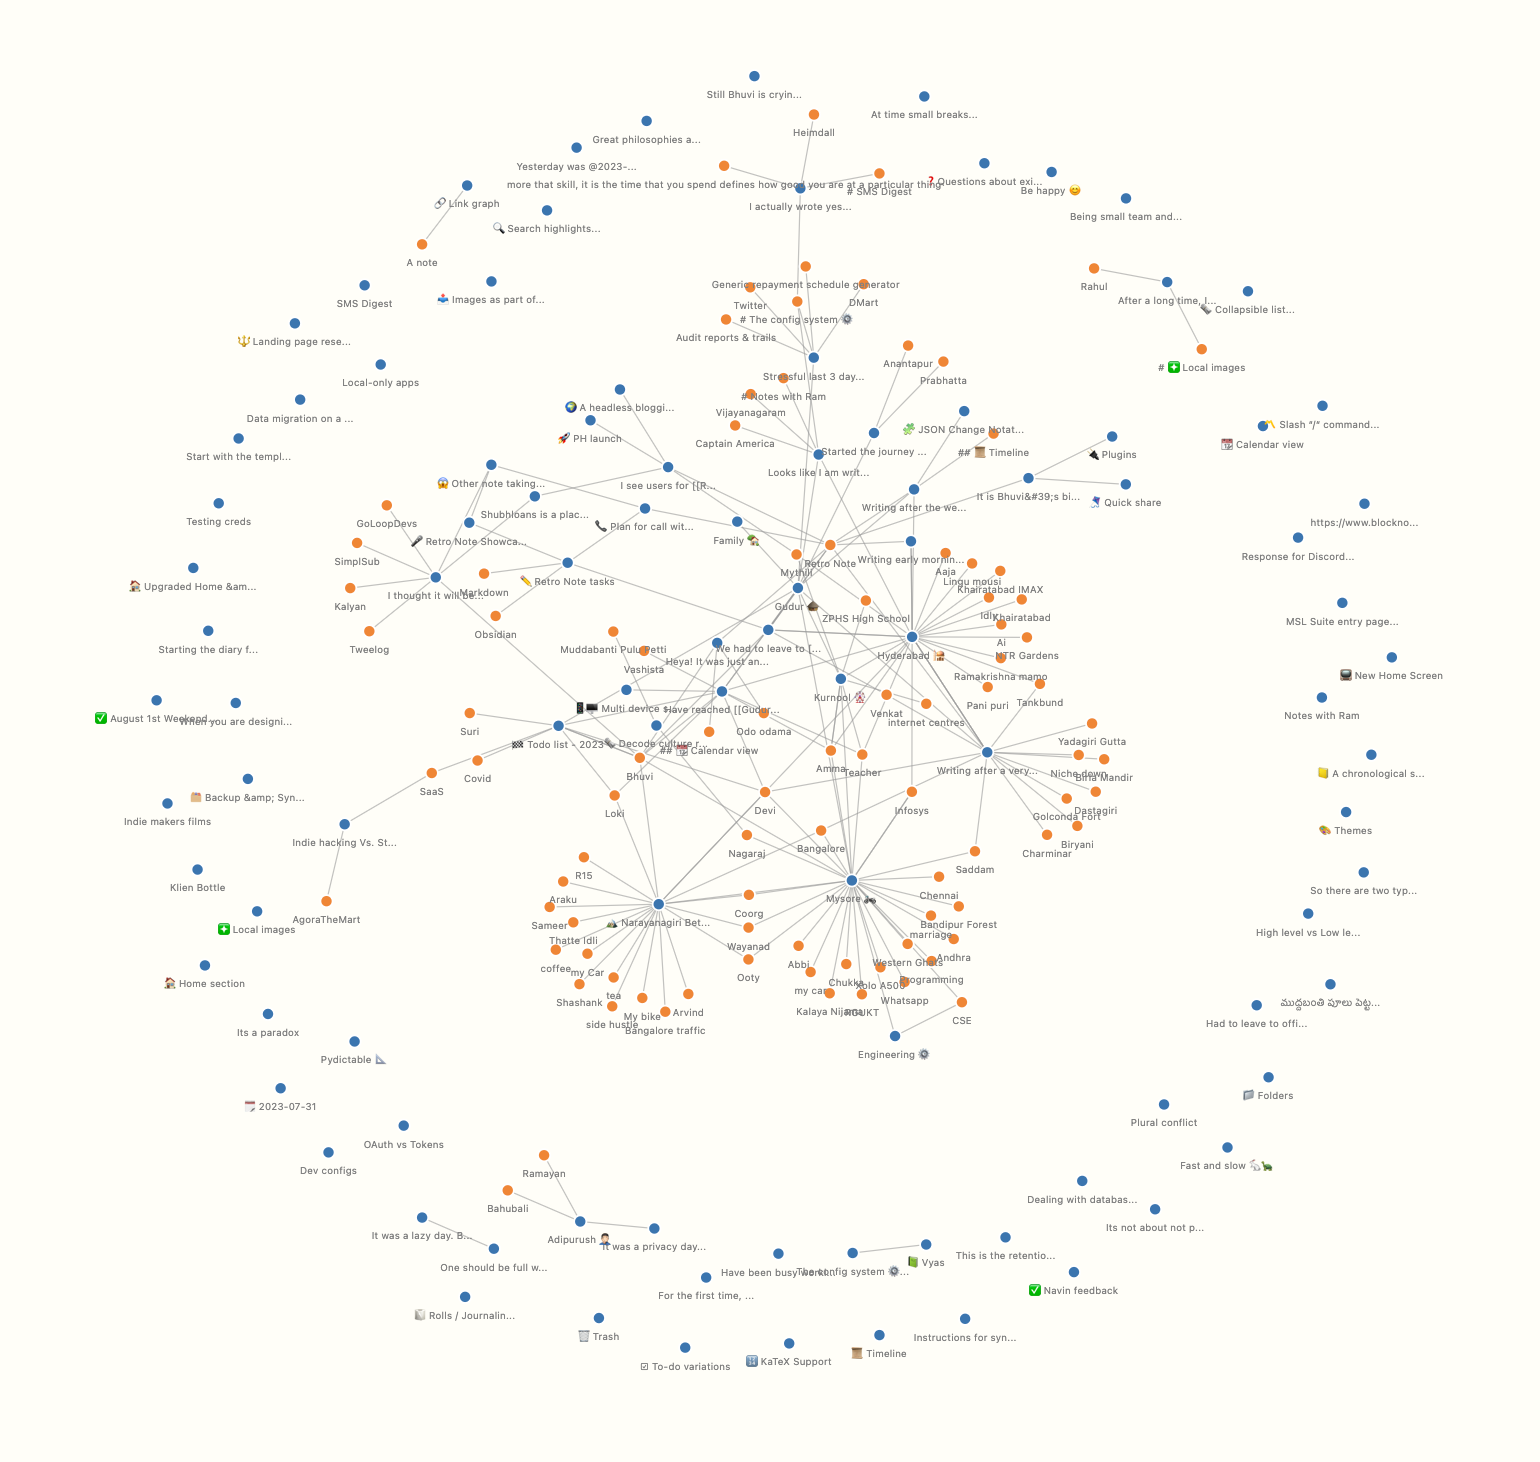 Still Bhuvi is cryin...
At time small breaks...
Heimdall
Great philosophies a...
Yesterday was @2023-...
more that skill, it is the time that you spend defines how good you are at a particular thing
# SMS Digest
❓ Questions about exi...
Be happy 😊
🔗 Link graph
I actually wrote yes...
Being small team and...
🔍 Search highlights...
A note
SMS Digest
📥 Images as part of...
Generic repayment schedule generator
Rahul
After a long time, I...
Twitter
DMart
🗞 Collapsible list...
# The config system ⚙️
Audit reports & trails
🔱 Landing page rese...
Anantapur
# ✳️ Local images
Local-only apps
Stressful last 3 day...
Prabhatta
# Notes with Ram
🌍 A headless bloggi...
Vijayanagaram
Data migration on a ...
🚀 PH launch
Captain America
🧩 JSON Change Notat...
〽️ Slash “/” command...
📆 Calendar view
Started the journey ...
## 📜 Timeline
🔌 Plugins
Start with the templ...
Looks like I am writ...
😱 Other note taking...
I see users for [[R...
It is Bhuvi&#39;s bi...
Quick share
Shubhloans is a plac...
Writing after the we...
Testing creds
GoLoopDevs
📞 Plan for call wit...
https://www.blockno...
🎤 Retro Note Showca...
Family 🏡
Response for Discord...
SimplSub
Retro Note
Writing early mornin...
Mythili
Aaja
🏠 Upgraded Home &am...
✏️ Retro Note tasks
Lingu mousi
Khairatabad IMAX
Markdown
I thought it will be...
Kalyan
Gudur 🛖
ZPHS High School
Idly
Khairatabad
MSL Suite entry page...
Obsidian
Starting the diary f...
Tweelog
Muddabanti Pulu Petti
We had to leave to [...
Hyderabad 🕌
Ai
NTR Gardens
Heya! It was just an...
Vashista
Ramakrishna mamo
📟 New Home Screen
Kurnool 🎡
Pani puri
Tankbund
📱🖥 Multi device s...
Have reached [[Gudur...
Venkat
internet centres
✅ August 1st Weekend...
When you are designi...
Notes with Ram
Suri
Odo odama
🏁 Todo list - 2023
🗞 Decode culture r...
## 📆 Calendar view
Yadagiri Gutta
Amma
Teacher
Writing after a very...
Niche down
Birla Mandir
📒 A chronological s...
Covid
Bhuvi
SaaS
🗂 Backup &amp; Syn...
Loki
Devi
Infosys
Dastagiri
Golconda Fort
Indie makers films
🎨 Themes
Indie hacking Vs. St...
Nagaraj
Bangalore
Charminar
Biryani
Saddam
R15
Klien Bottle
So there are two typ...
Araku
Mysore 🏍
Chennai
AgoraTheMart
Coorg
Sameer
⛰ Narayanagiri Bet...
Bandipur Forest
✳️ Local images
marriage
High level vs Low le...
Thatte Idli
Wayanad
Andhra
coffee
my Car
Abbi
Western Ghats
🏠 Home section
Ooty
Chukka
Xolo A500
Programming
my car
Shashank
tea
Whatsapp
మద్దబంతి పూలు పెట్ట...
Kalaya Nijama
RGUKT
side hustle
My bike
Arvind
CSE
Had to leave to offi...
Its a paradox
Bangalore traffic
Engineering ⚙️
Pydictable 📐
📁 Folders
🗒 2023-07-31
Plural conflict
OAuth vs Tokens
Fast and slow 🐇🐢
Dev configs
Ramayan
Dealing with databas...
Bahubali
Its not about not p...
It was a lazy day. B...
Adipurush 🤦🏻
It was a privacy day...
One should be full w...
Have been busy worki...
The config system ⚙️...
📗 Vyas
This is the retentio...
For the first time, ...
✅ Navin feedback
🧻 Rolls / Journalin...
🗑 Trash
Instructions for syn...
☑ To-do variations
🔢 KaTeX Support
📜 Timeline